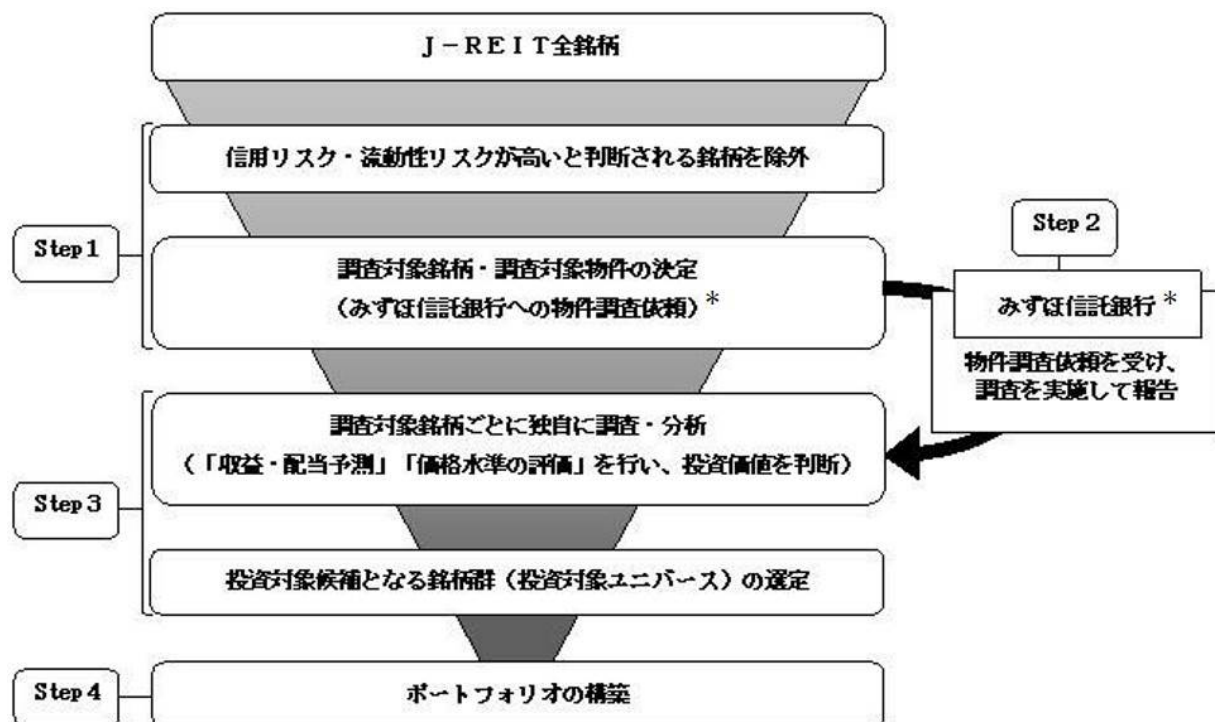 J-REIT全銘柄
信用リスク・流動性リスクが高いと判断される銘柄を除外
Step1
調査対象銘柄・調査対象物件の決定
(みずほ信託銀行への物件調査依頼)*
Step2
みずほ信託銀行*
物件調査依頼を受け、
調査を実施して報告
調査対象銘柄ごとに独自に調査・分析
(「収益・配当予測」「価格水準の評価」を行い、投資価値を判断)
Step3
投資対象候補となる銘柄群(投資対象ユニバース)の選定
Step4
ポートフォリオの構築